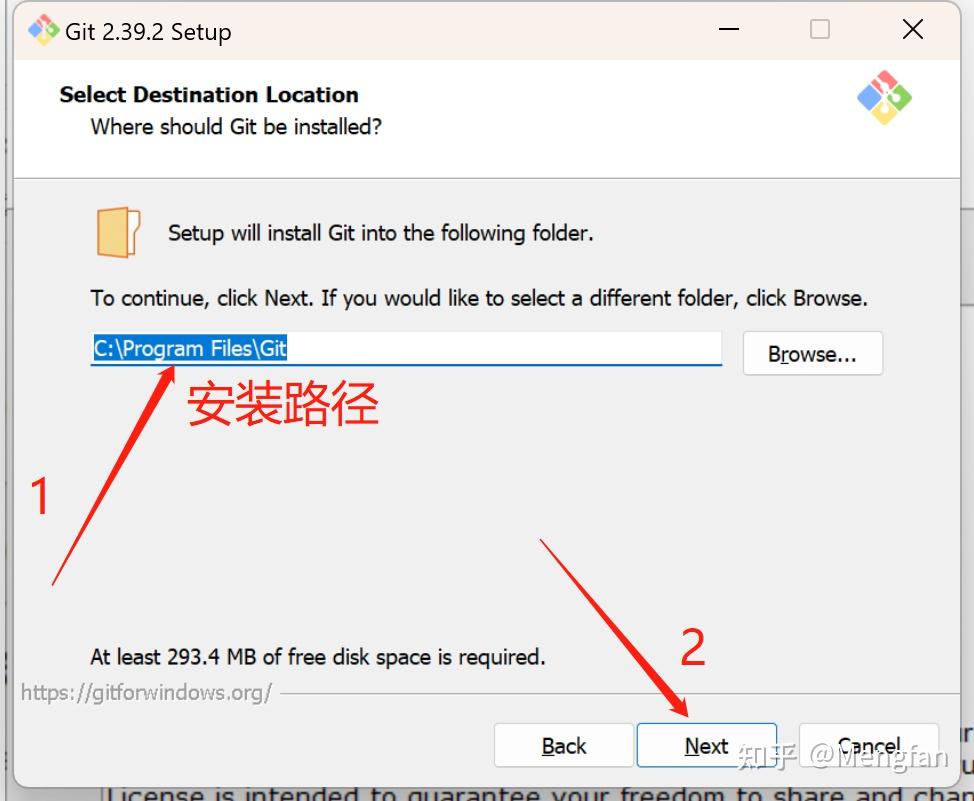 Git 2.39.2 Setup
Select Destination Location
Where should Git be installed?
Setup will install Git into the following folder.
To continue, click Next. If you would like to select a different folder, click Browse.
C:\Program Files\Git
Browse...
安装路径
1
2
At least 293.4 MB of free disk space is required.
https://gitforwindows.org/
Back
Next
Cancel
知乎 @Mengfan
License is intended to guarantee your freedom to share and chan